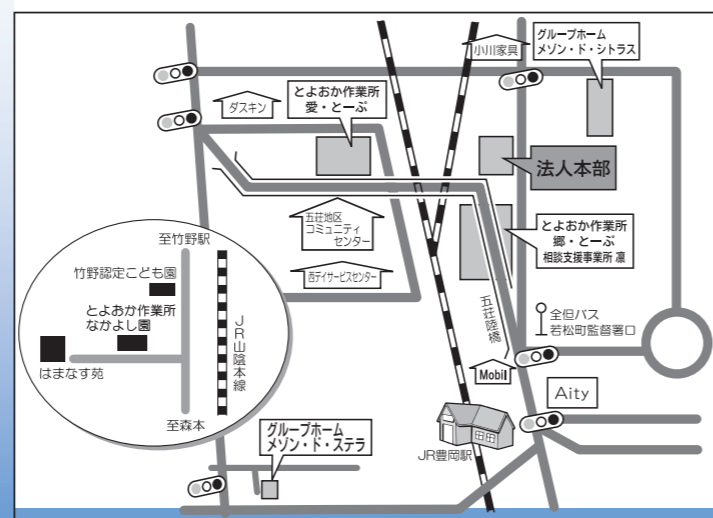 小川家具
グループホーム
メゾン・ド・シトラス
ダスキン
とよおか作業所
愛・とーぷ
法人本部
五荘地区
コミュニティ
センター
とよおか作業所
郷・とーぷ
相談支援事業所 凛
西デイサービスセンター
五荘陸橋
全但バス
若松町監督署口
Mobil
Aity
JR豊岡駅
至竹野駅
竹野認定こども園
とよおか作業所
なかよし園
はまなす苑
JR山陰本線
至森本
グループホーム
メゾン・ド・ステラ